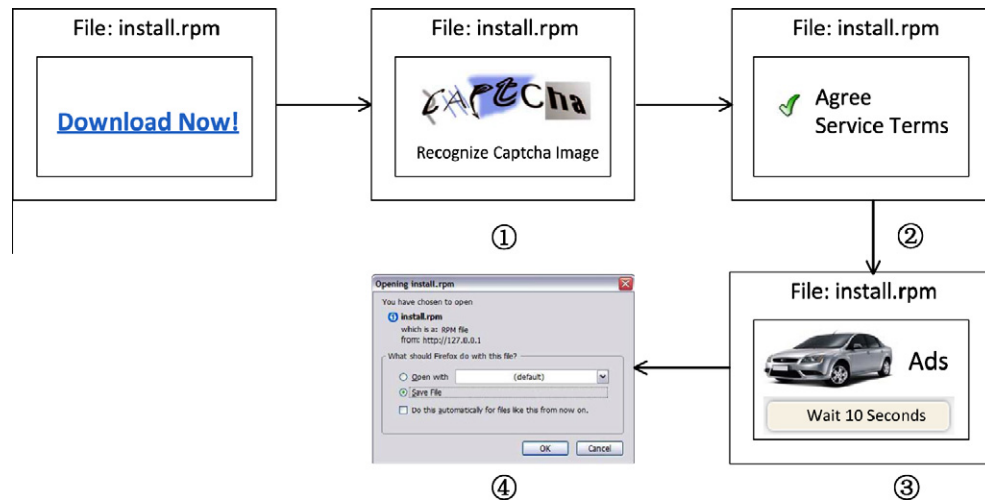 File: install.rpm
Download Now!
File: install.rpm
CAPtCha
Recognize Captcha Image
①
File: install.rpm
Agree
Service Terms
②
File: install.rpm
Ads
Wait 10 Seconds
③
Opening install.rpm
You have chosen to open
install.rpm
which is a: RPM file
from: http://127.0.0.1
What should Firefox do with this file?
Open with (default)
Save File
Do this automatically for files like this from now on.
OK Cancel
④